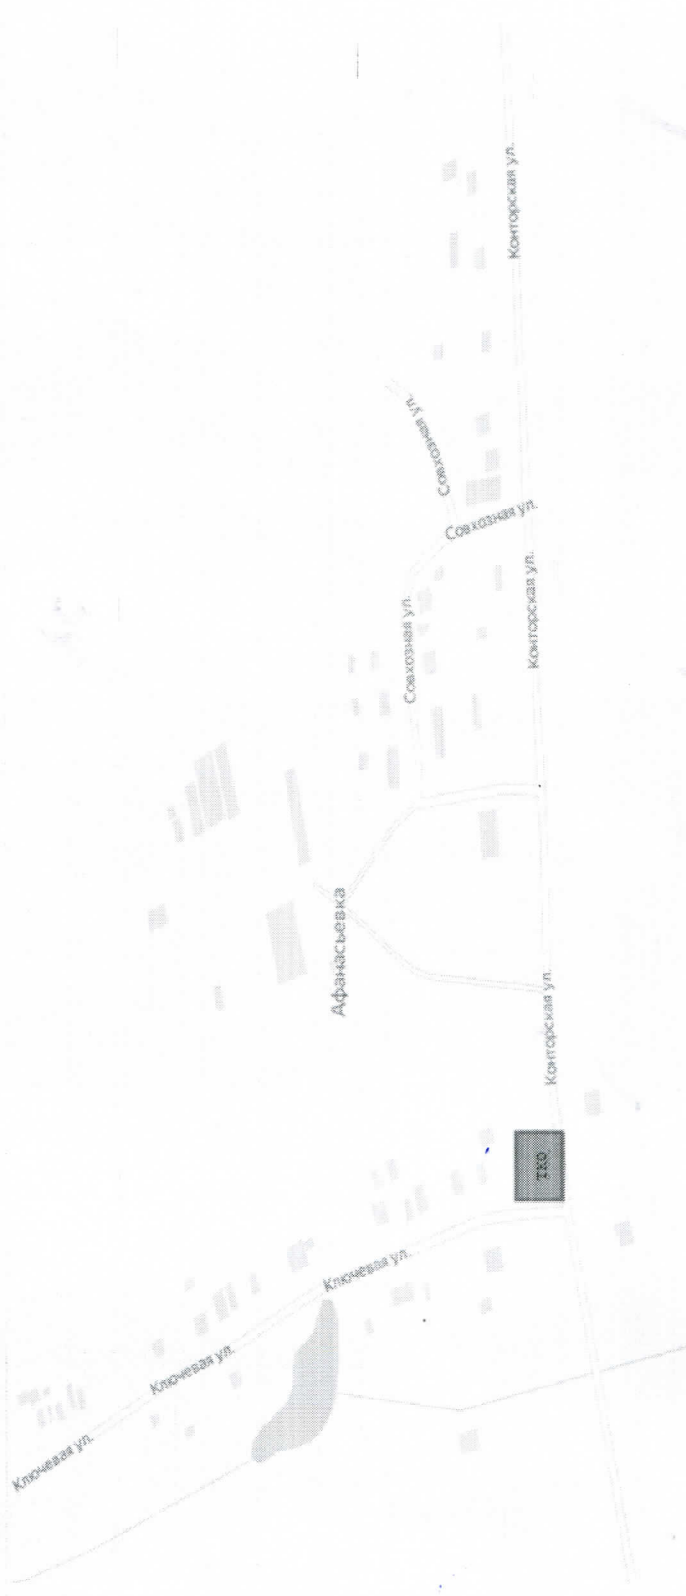 Конторская ул.
Совхозная ул.
Совхозная ул.
Конторская ул.
Совхозная ул.
Афанасьевка
Конторская ул.
ТКО
Ключевая ул.
Ключевая ул.
Ключевая ул.